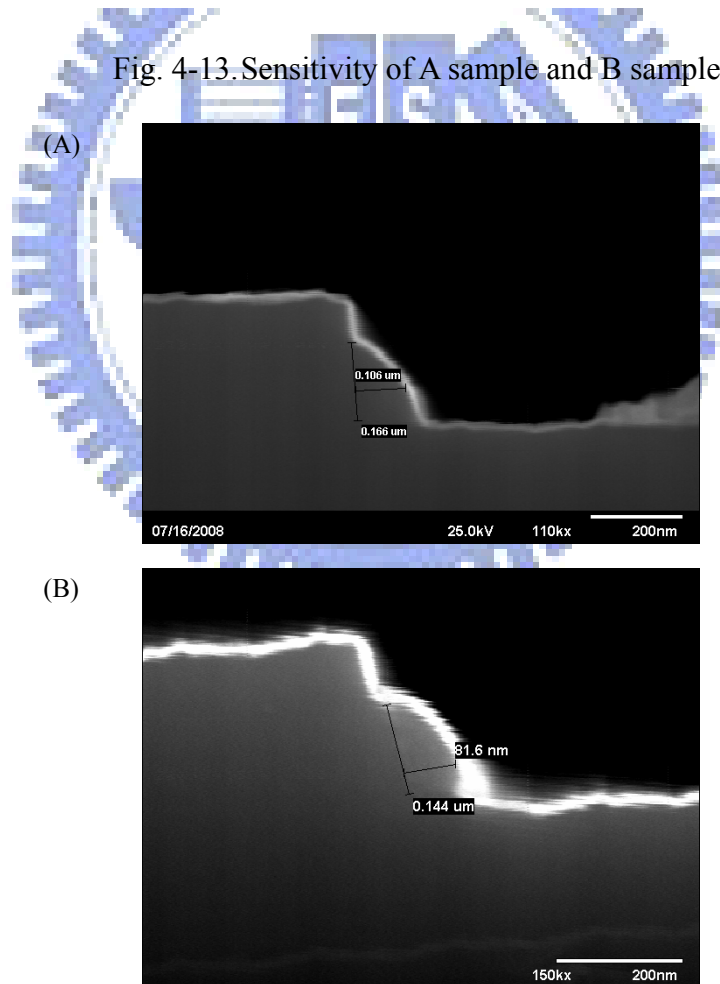 Fig. 4-13. Sensitivity of A sample and B sample
(A)
0.106 um
0.166 um
07/16/2008 25.0kV 110kx 200nm
(B)
81.6 nm
0.144 um
150kx 200nm